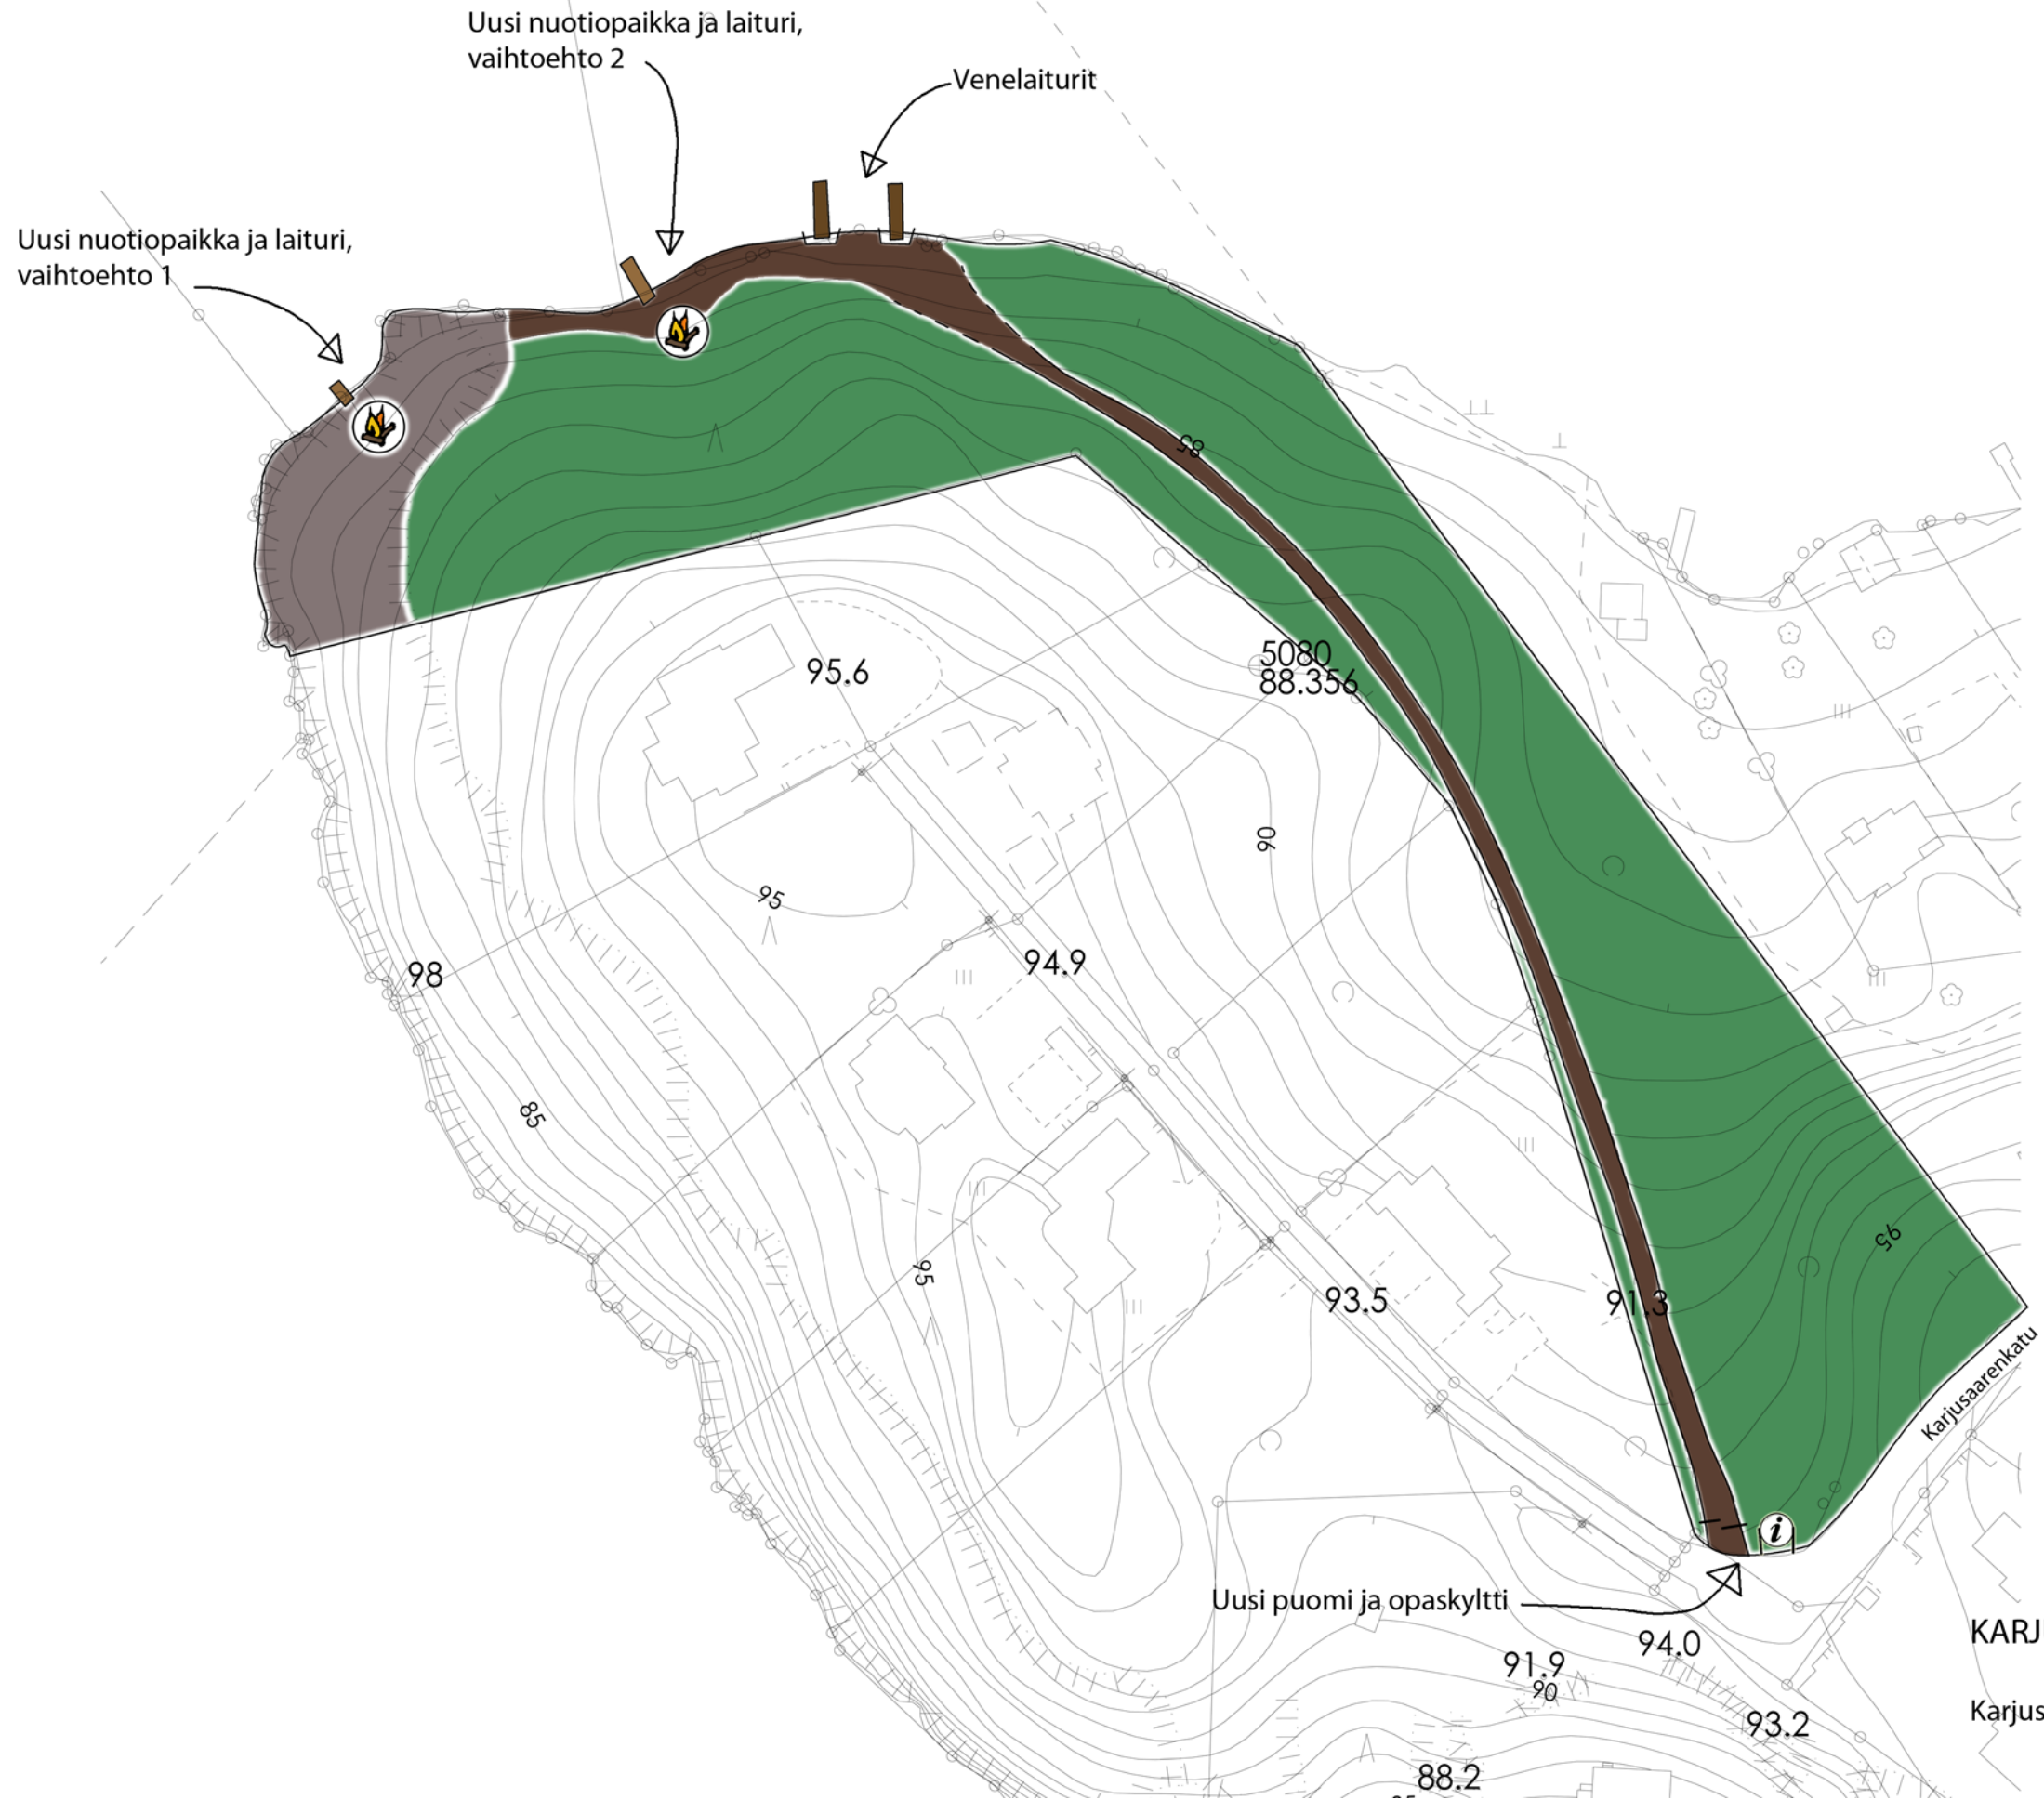 Uusi nuotiopaikka ja laituri,
vaihtoehto 2
Venelaiturit
Uusi nuotiopaikka ja laituri,
vaihtoehto 1
85
5080
88.356
95.6
90
95
94.9
98
85
95
95
93.5
91.3
Karjusaarenkatu
i
Uusi puomi ja opaskyltti
KARJ
94.0
91.9
90
Karjus
93.2
88.2